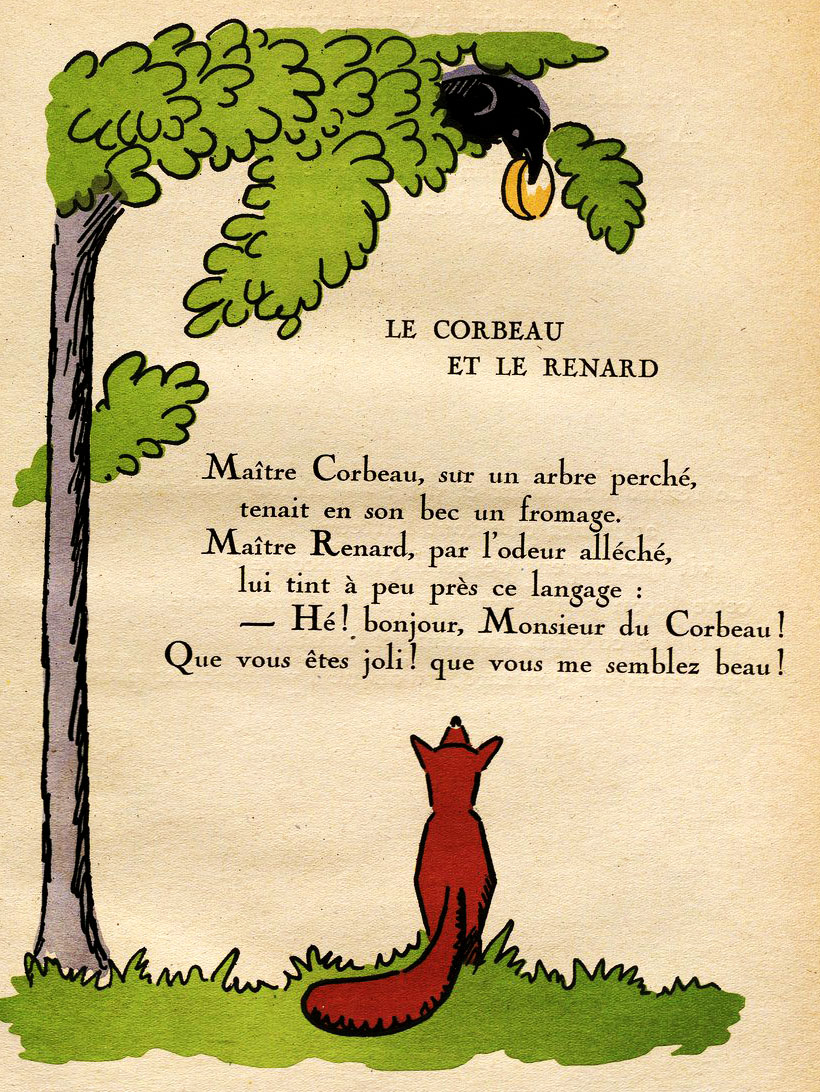 LE CORBEAU
ET LE RENARD
Maître Corbeau, sur un arbre perché,
tenait en son bec un fromage.
Maître Renard, par l'odeur alléché,
lui tint à peu près ce langage :
— Hé! bonjour, Monsieur du Corbeau!
Que vous êtes joli! que vous me semblez beau!